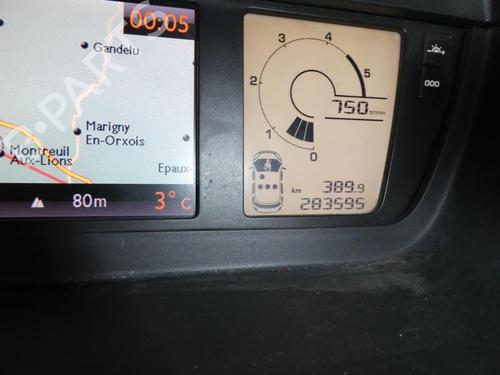 00:05
Gandelu
Marigny
En-Orxois
Montreuil
Aux-Lions
Epaux-
80m
3°C
4
3
5
2
750 tr/min
1
0
km 389.9
283595
000